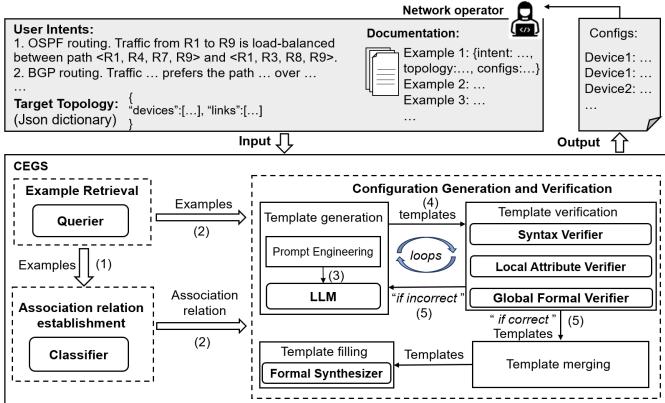 Network operator
User Intents:
1. OSPF routing. Traffic from R1 to R9 is load-balanced
between path <R1, R4, R7, R9> and <R1, R3, R8, R9>.
2. BGP routing. Traffic … prefers the path … over …
…
Target Topology:
(Json dictionary)
{
"devices":[…], "links":[…]
}
Documentation:
Example 1: {intent: …,
topology:…., configs:…}
Example 2: …
Example 3: …
…
Configs:
Device1: …
Device1: …
Device2: …
…
Input
Output
CEGS
Example Retrieval
Querier
Examples
(2)
Examples
(1)
Association relation
establishment
Classifier
Association
relation
(2)
Configuration Generation and Verification
Template generation
Prompt Engineering
(3)
LLM
(4)
templates
loops
"if incorrect"
(5)
Template verification
Syntax Verifier
Local Attribute Verifier
Global Formal Verifier
"if correct"
(5)
Templates
Template merging
Templates
Template filling
Formal Synthesizer